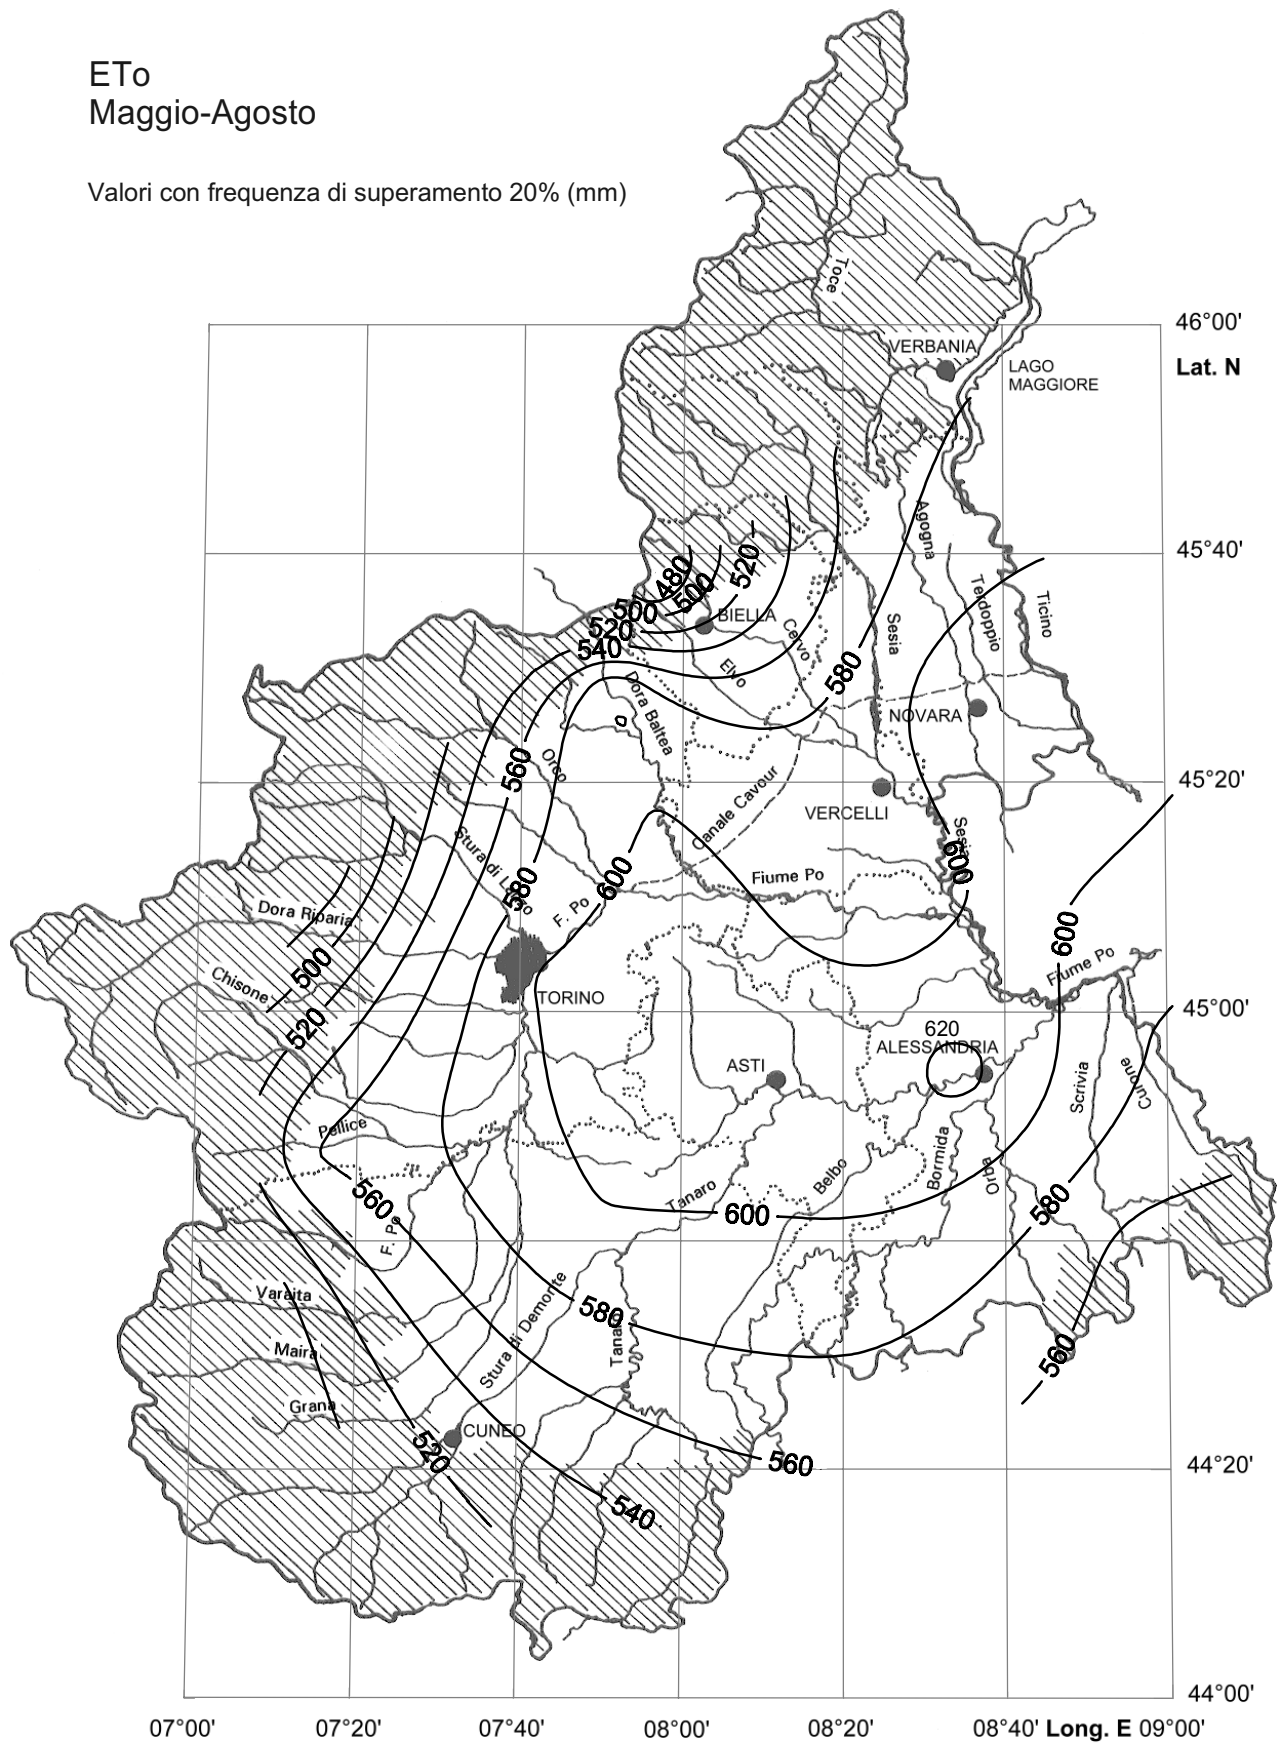 ETo
Maggio-Agosto
Valori con frequenza di superamento 20% (mm)
Toce
46°00'
VERBANIA
LAGO
MAGGIORE
Lat. N
Agogna
45°40'
480
500
520
Terdoppio
Ticino
500
520
540
BIELLA
Cervo
Sesia
Elvo
580
Dora Baltea
NOVARA
560
Orco
45°20'
Canale Cavour
VERCELLI
Stura di Lanzo
Sesia
600
580
600
Fiume Po
Dora Riparia
F. Po
600
500
Chisone
Fiume Po
TORINO
520
45°00'
620
ALESSANDRIA
ASTI
Scrivia
Curone
Pellice
Bormida
Orba
Belbo
Tanaro
560
600
580
F. Po
Varaita
580
Stura di Demonte
Tanaro
Maira
560
Grana
CUNEO
520
560
44°20'
540
44°00'
07°00'
07°20'
07°40'
08°00'
08°20'
08°40'
Long. E
09°00'